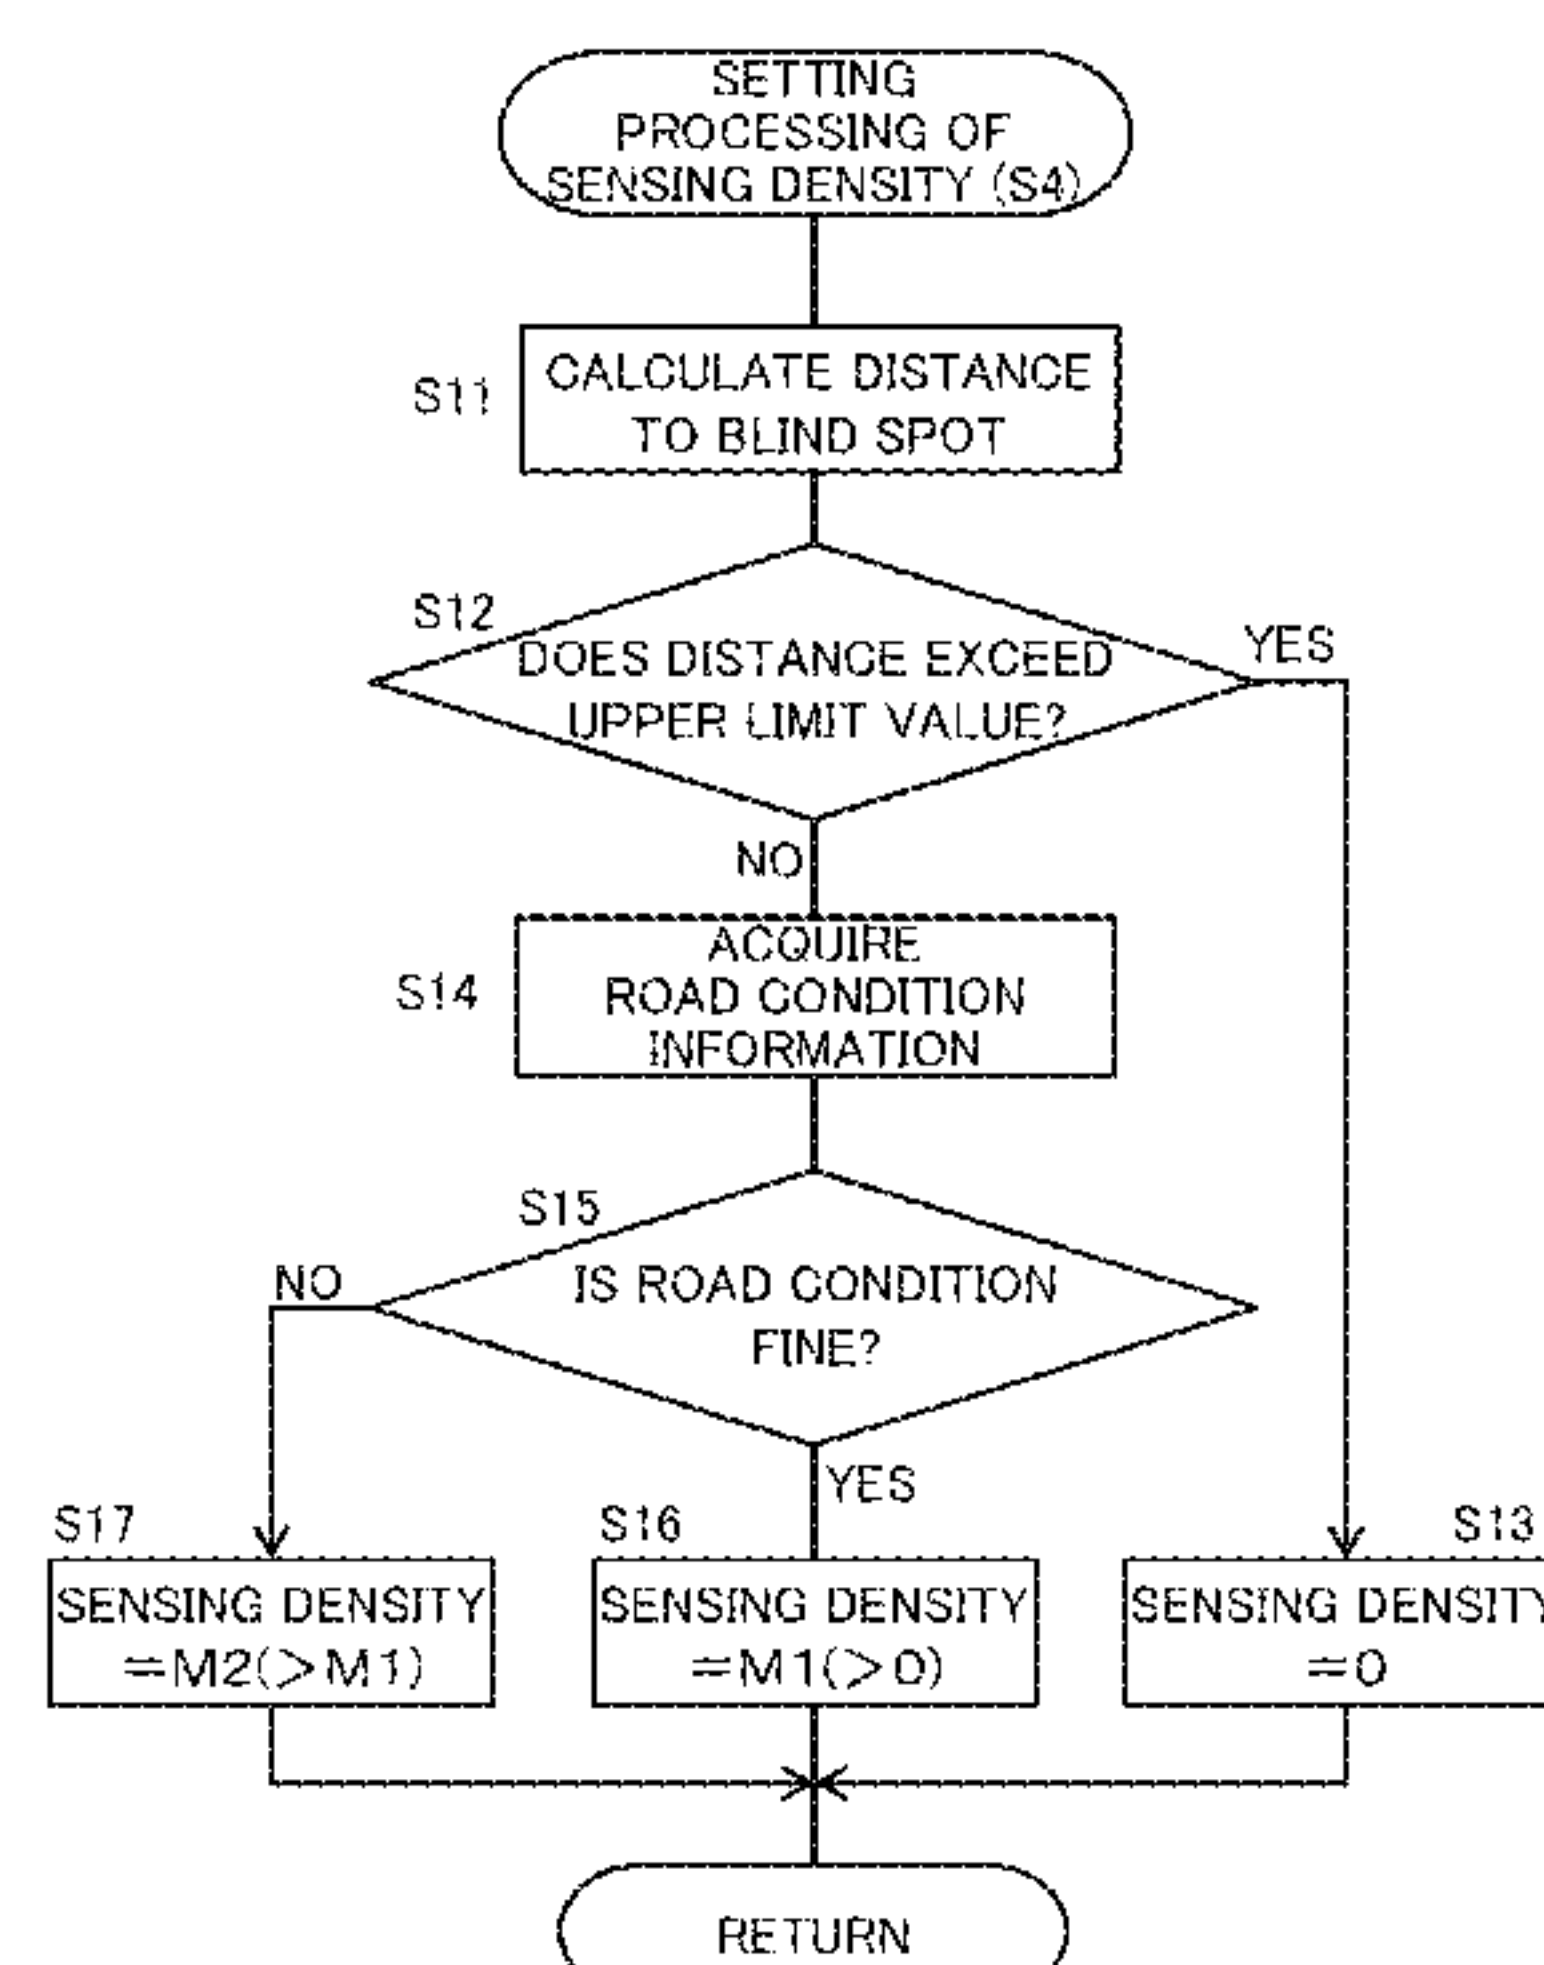 SETTING
PROCESSING OF
SENSING DENSITY (S4)
S11
CALCULATE DISTANCE
TO BLIND SPOT
S12
DOES DISTANCE EXCEED
UPPER LIMIT VALUE?
YES
NO
S14
ACQUIRE
ROAD CONDITION
INFORMATION
S15
IS ROAD CONDITION
FINE?
NO
YES
S17
SENSING DENSITY
=M2(>M1)
S16
SENSING DENSITY
=M1(>0)
S13
SENSING DENSITY
=0
RETURN